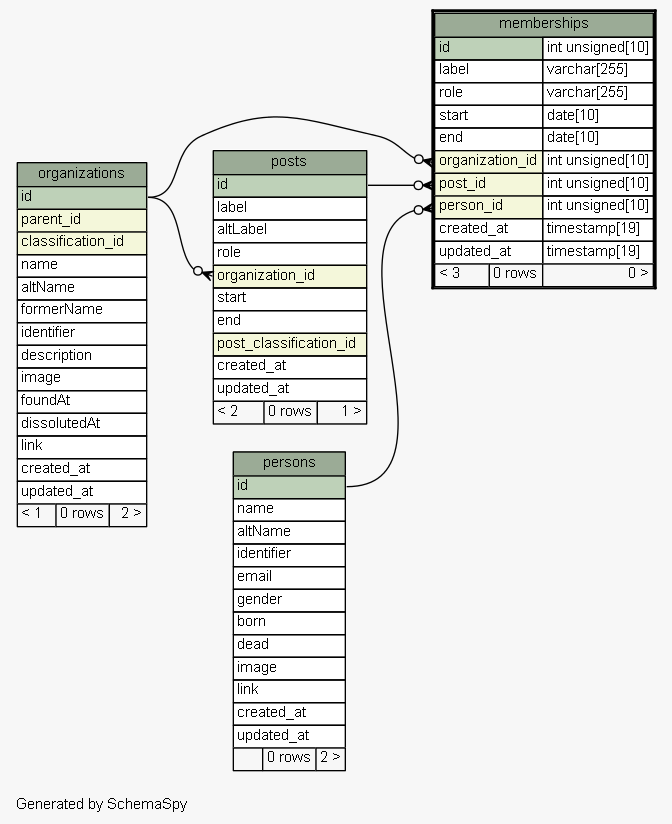 memberships
id int unsigned[10]
label varchar[255]
role varchar[255]
start date[10]
end date[10]
organization_id int unsigned[10]
post_id int unsigned[10]
person_id int unsigned[10]
created_at timestamp[19]
updated_at timestamp[19]
< 3 0 rows 0 >
organizations
id
parent_id
classification_id
name
altName
formerName
identifier
description
image
foundAt
dissolutedAt
link
created_at
updated_at
< 1 0 rows 2 >
posts
id
label
altLabel
role
organization_id
start
end
post_classification_id
created_at
updated_at
< 2 0 rows 1 >
persons
id
name
altName
identifier
email
gender
born
dead
image
link
created_at
updated_at
0 rows 2 >
Generated by SchemaSpy